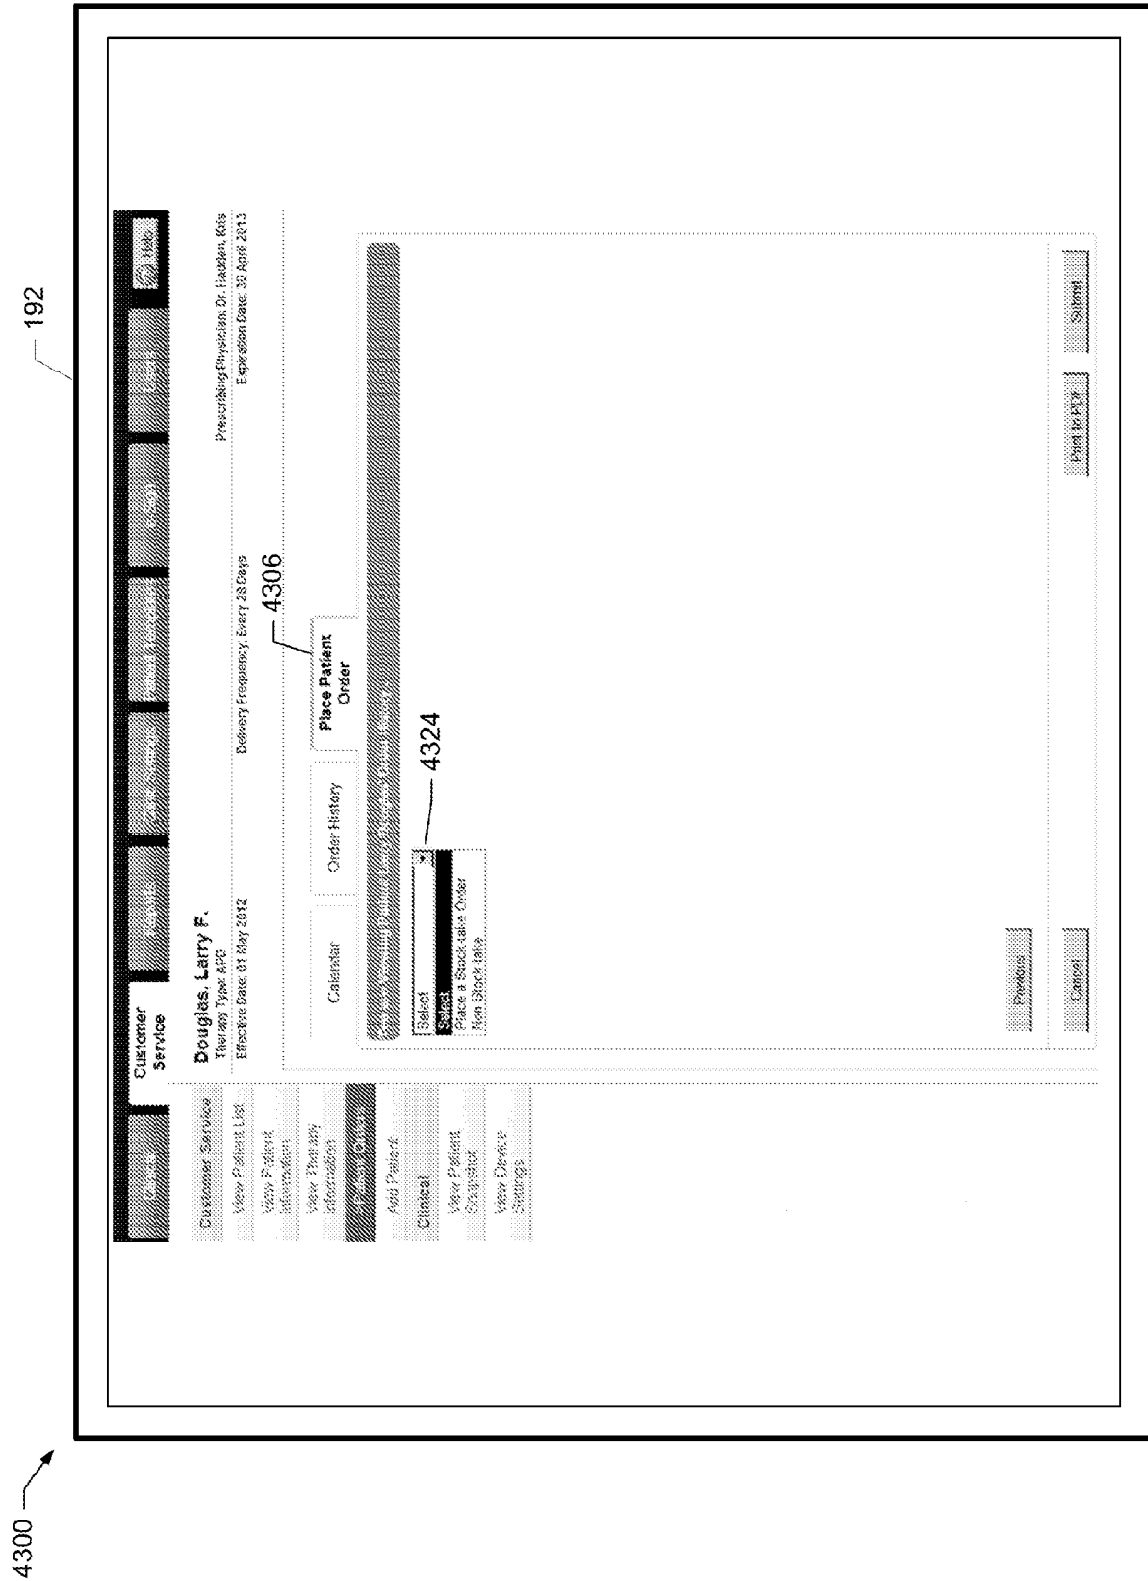 4300
192
Customer
Service
Help
Customer Service
View Patient List
View Patient
Information
View Therapy
Information
Add Patient
Clinical
View Patient
Snapshot
View Device
Settings
Douglas, Larry P.
Therapy Type: APD
Prescribing Physician: Dr. Hadden, Kris
Effective Date: 01 May 2012
Delivery Frequency: Every 28 Days
Expiration Date: 30 April 2013
4306
Calendar
Order History
Place Patient
Order
Select
4324
Select
Place a Stock-take Order
Non Stock-take
Previous
Cancel
Print to PDF
Submit